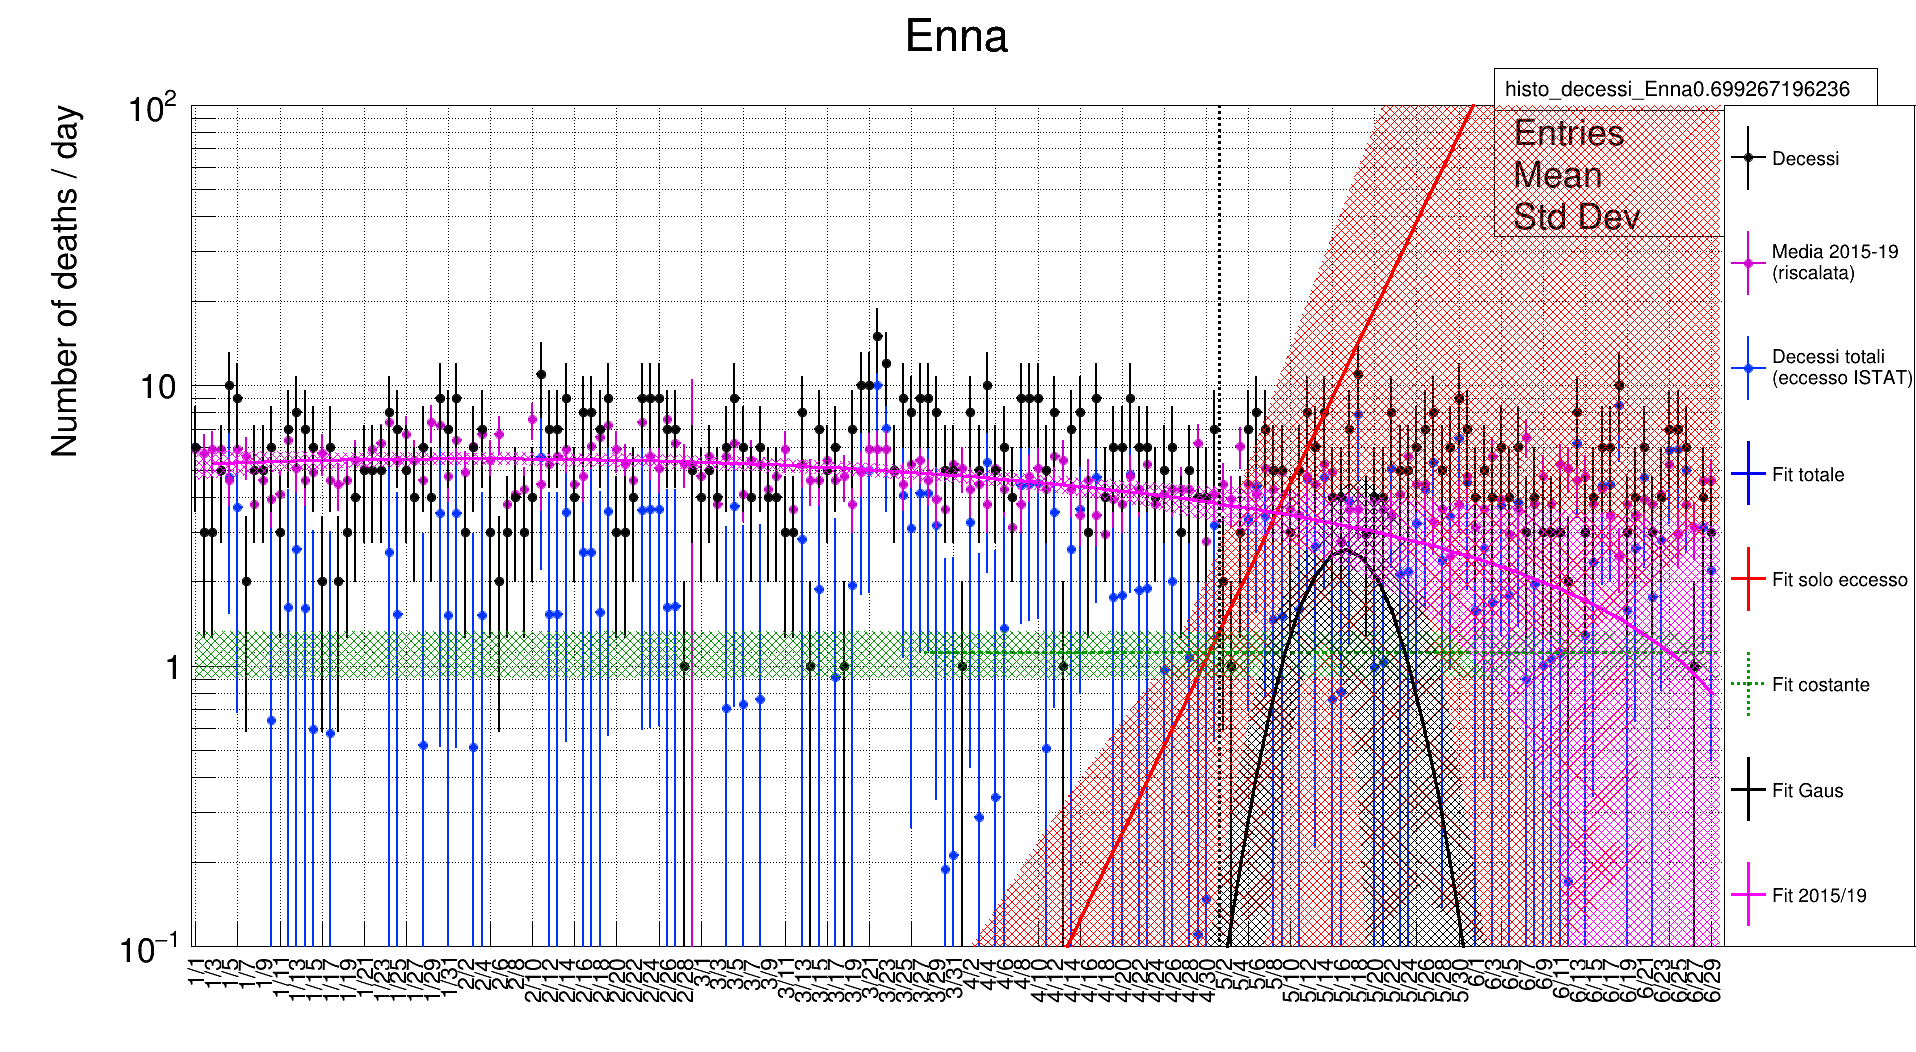 Enna
Number of deaths / day
10²
10
1
10⁻¹
histo_decessi_Enna0.699267196236
Entries
Mean
Std Dev
Decessi
Media 2015-19
(riscalata)
Decessi totali
(eccesso ISTAT)
Fit totale
Fit solo eccesso
Fit costante
Fit Gaus
Fit 2015/19
1/1 1/3 1/5 1/7 1/9 1/11 1/13 1/15 1/17 1/19 1/21 1/23 1/25 1/27 1/29 1/31 2/2 2/4 2/6 2/8 2/10 2/12 2/14 2/16 2/18 2/20 2/22 2/24 2/26 2/28 3/1 3/3 3/5 3/7 3/9 3/11 3/13 3/15 3/17 3/19 3/21 3/23 3/25 3/27 3/29 3/31 4/2 4/4 4/6 4/8 4/10 4/12 4/14 4/16 4/18 4/20 4/22 4/24 4/26 4/28 4/30 5/2 5/4 5/6 5/8 5/10 5/12 5/14 5/16 5/18 5/20 5/22 5/24 5/26 5/28 5/30 6/1 6/3 6/5 6/7 6/9 6/11 6/13 6/15 6/17 6/19 6/21 6/23 6/25 6/27 6/29